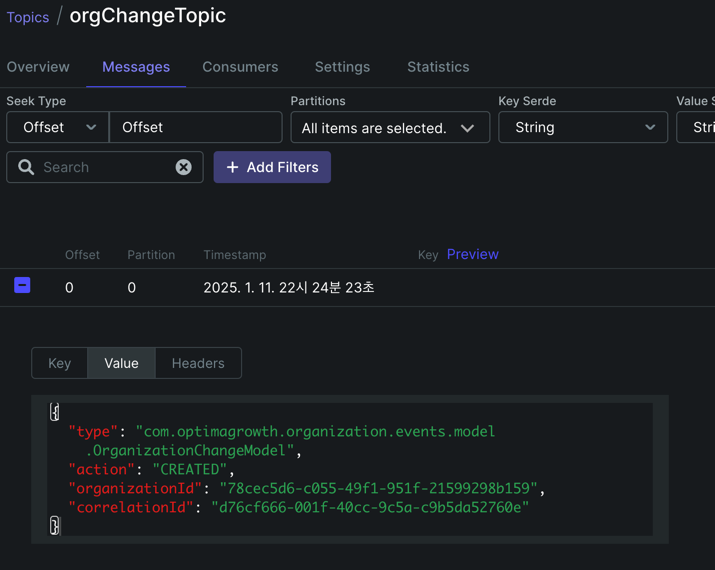 Topics / orgChangeTopic
Overview Messages Consumers Settings Statistics
Seek Type Partitions Key Serde Value S
Offset Offset All items are selected. String Stri
Search + Add Filters
Offset Partition Timestamp Key Preview
0 0 2025. 1. 11. 22시 24분 23초
Key Value Headers
{
"type": "com.optimagrowth.organization.events.model
.OrganizationChangeModel",
"action": "CREATED",
"organizationId": "78cec5d6-c055-49f1-951f-21599298b159",
"correlationId": "d76cf666-001f-40cc-9c5a-c9b5da52760e"
}